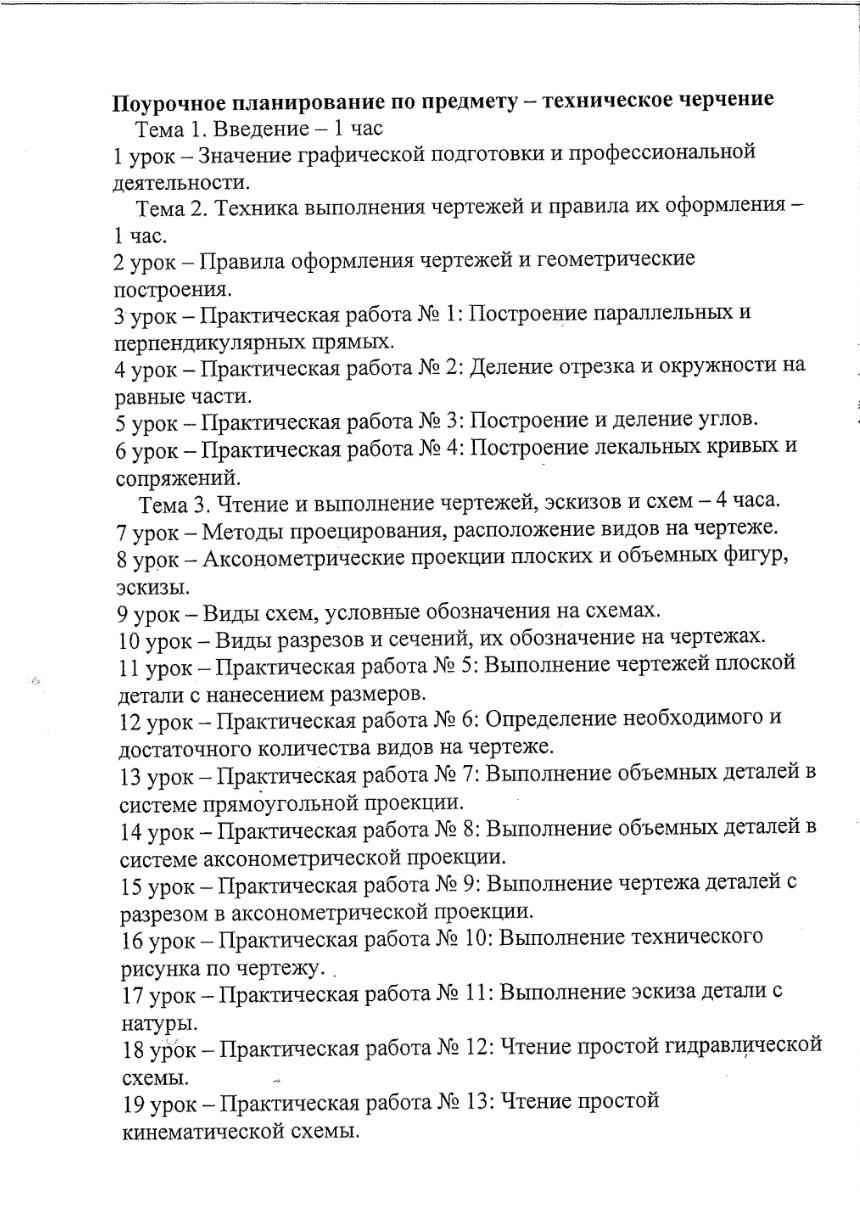 Поурочное планирование по предмету – техническое черчение
Тема 1. Введение – 1 час
1 урок – Значение графической подготовки и профессиональной
деятельности.
Тема 2. Техника выполнения чертежей и правила их оформления –
1 час.
2 урок – Правила оформления чертежей и геометрические
построения.
3 урок – Практическая работа № 1: Построение параллельных и
перпендикулярных прямых.
4 урок – Практическая работа № 2: Деление отрезка и окружности на
равные части.
5 урок – Практическая работа № 3: Построение и деление углов.
6 урок – Практическая работа № 4: Построение лекальных кривых и
сопряжений.
Тема 3. Чтение и выполнение чертежей, эскизов и схем – 4 часа.
7 урок – Методы проецирования, расположение видов на чертеже.
8 урок – Аксонометрические проекции плоских и объемных фигур,
эскизы.
9 урок – Виды схем, условные обозначения на схемах.
10 урок – Виды разрезов и сечений, их обозначение на чертежах.
11 урок – Практическая работа № 5: Выполнение чертежей плоской
детали с нанесением размеров.
12 урок – Практическая работа № 6: Определение необходимого и
достаточного количества видов на чертеже.
13 урок – Практическая работа № 7: Выполнение объемных деталей в
системе прямоугольной проекции.
14 урок – Практическая работа № 8: Выполнение объемных деталей в
системе аксонометрической проекции.
15 урок – Практическая работа № 9: Выполнение чертежа деталей с
разрезом в аксонометрической проекции.
16 урок – Практическая работа № 10: Выполнение технического
рисунка по чертежу.
17 урок – Практическая работа № 11: Выполнение эскиза детали с
натуры.
18 урок – Практическая работа № 12: Чтение простой гидравлической
схемы.
19 урок – Практическая работа № 13: Чтение простой
кинематической схемы.